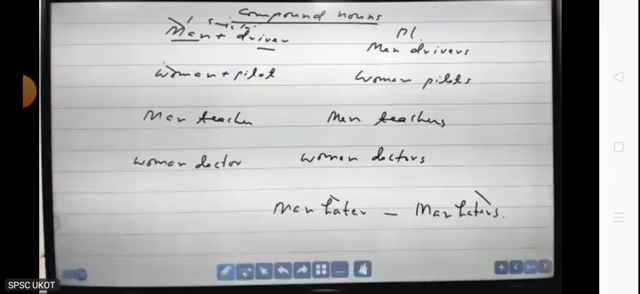 Compound nouns
Man + driver Pl.
Men drivers
Woman + pilot Women pilots
Man teacher Men teachers
Woman doctor Women doctors
Man hater – Man haters.
SPSC UKOT